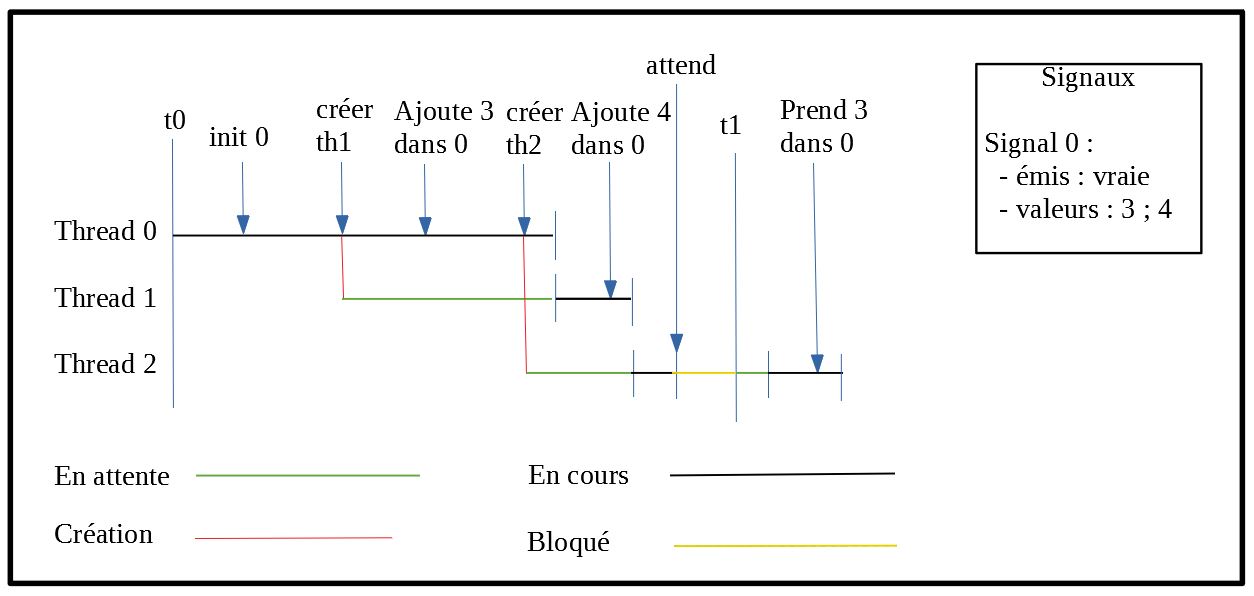 attend
t0
init 0
créer
th1
Ajoute 3
dans 0
créer
th2
Ajoute 4
dans 0
t1
Prend 3
dans 0
Signaux
Signal 0 :
- émis : vraie
- valeurs : 3 ; 4
Thread 0
Thread 1
Thread 2
En attente
En cours
Création
Bloqué